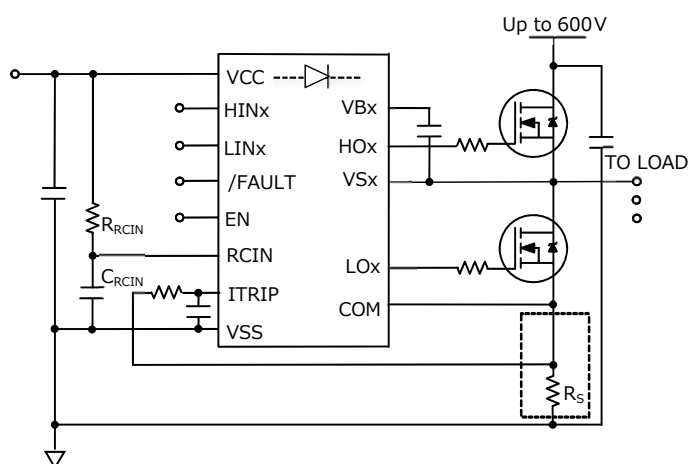 Up to 600V
VCC
HINx
LINx
/FAULT
EN
RCIN
ITRIP
VSS
VBx
HOx
VSx
LOx
COM
RRCIN
CRCIN
TO LOAD
RS